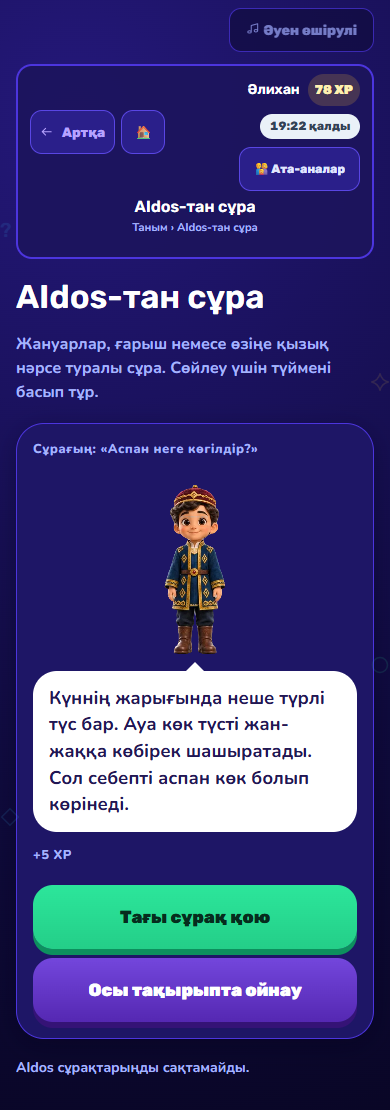 Әуен өшірулі
Әлихан 78 XP
← Артқа
19:22 қалды
Ата-аналар
Aldos-тан сұра
Таным › Aldos-тан сұра
?
Aldos-тан сұра
Жануарлар, ғарыш немесе өзіңе қызық
нәрсе туралы сұра. Сөйлеу үшін түймені
басып тұр.
Сұрағың: «Аспан неге көгілдір?»
Күннің жарығында неше түрлі
түс бар. Ауа көк түсті жан-
жаққа көбірек шашыратады.
Сол себепті аспан көк болып
көрінеді.
+5 XP
Тағы сұрақ қою
Осы тақырыпта ойнау
Aldos сұрақтарыңды сақтамайды.